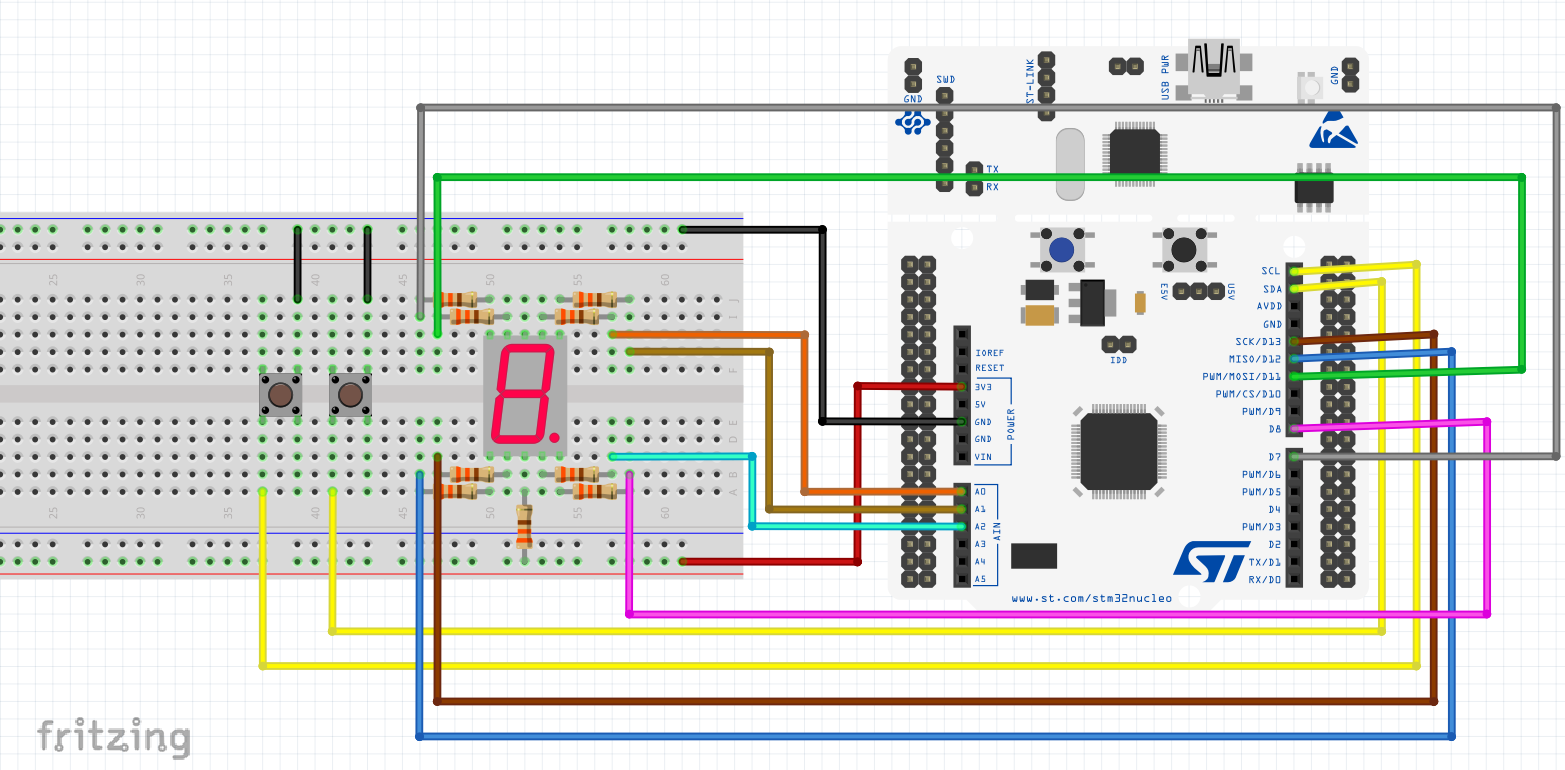 SWD
ST-LINK
USB PWR
GND
GND
TX
RX
25
30
35
40
45
50
55
60
J
I
F
E
D
B
A
25
30
35
40
45
50
55
60
E5V
U5V
IDD
IOREF
RESET
3V3
5V
GND
GND
VIN
POWER
A0
A1
A2
A3
A4
A5
AIN
SCL
SDA
AVDD
GND
SCK/D13
MISO/D12
PWM/MOSI/D11
PWM/CS/D10
PWM/D9
D8
D7
PWM/D6
PWM/D5
D4
PWM/D3
D2
TX/D1
RX/D0
ST
www.st.com/stm32nucleo
fritzing